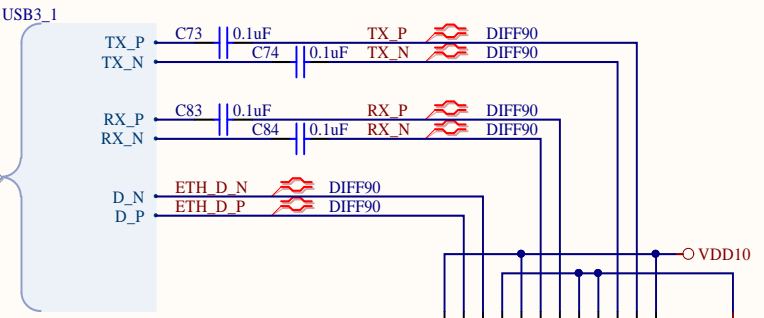 USB3_1
C73 0.1uF TX_P DIFF90
TX_P
C74 0.1uF TX_N DIFF90
TX_N
C83 0.1uF RX_P DIFF90
RX_P
C84 0.1uF RX_N DIFF90
RX_N
ETH_D_N DIFF90
D_N
ETH_D_P DIFF90
D_P
VDD10